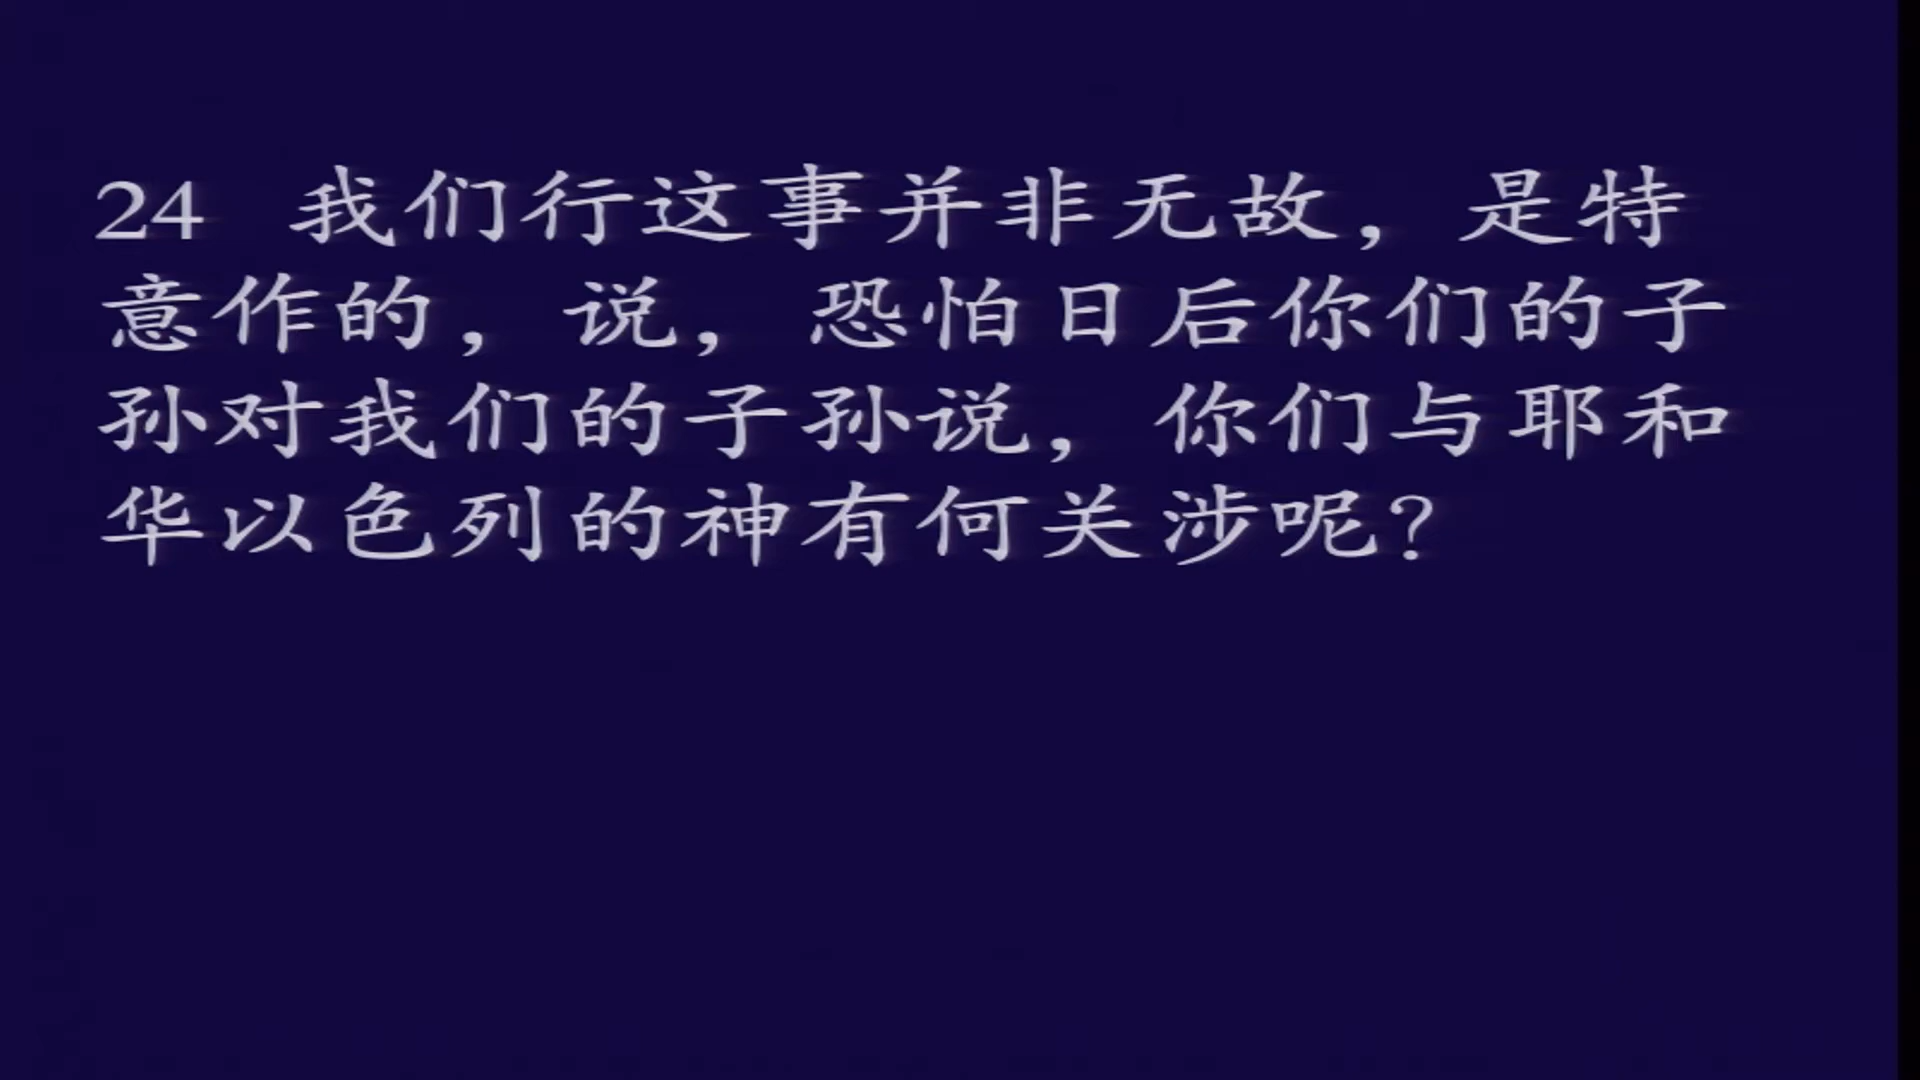 24 我们行这事并非无故，是特
意作的，说，恐怕日后你们的子
孙对我们的子孙说，你们与耶和
华以色列的神有何关涉呢？